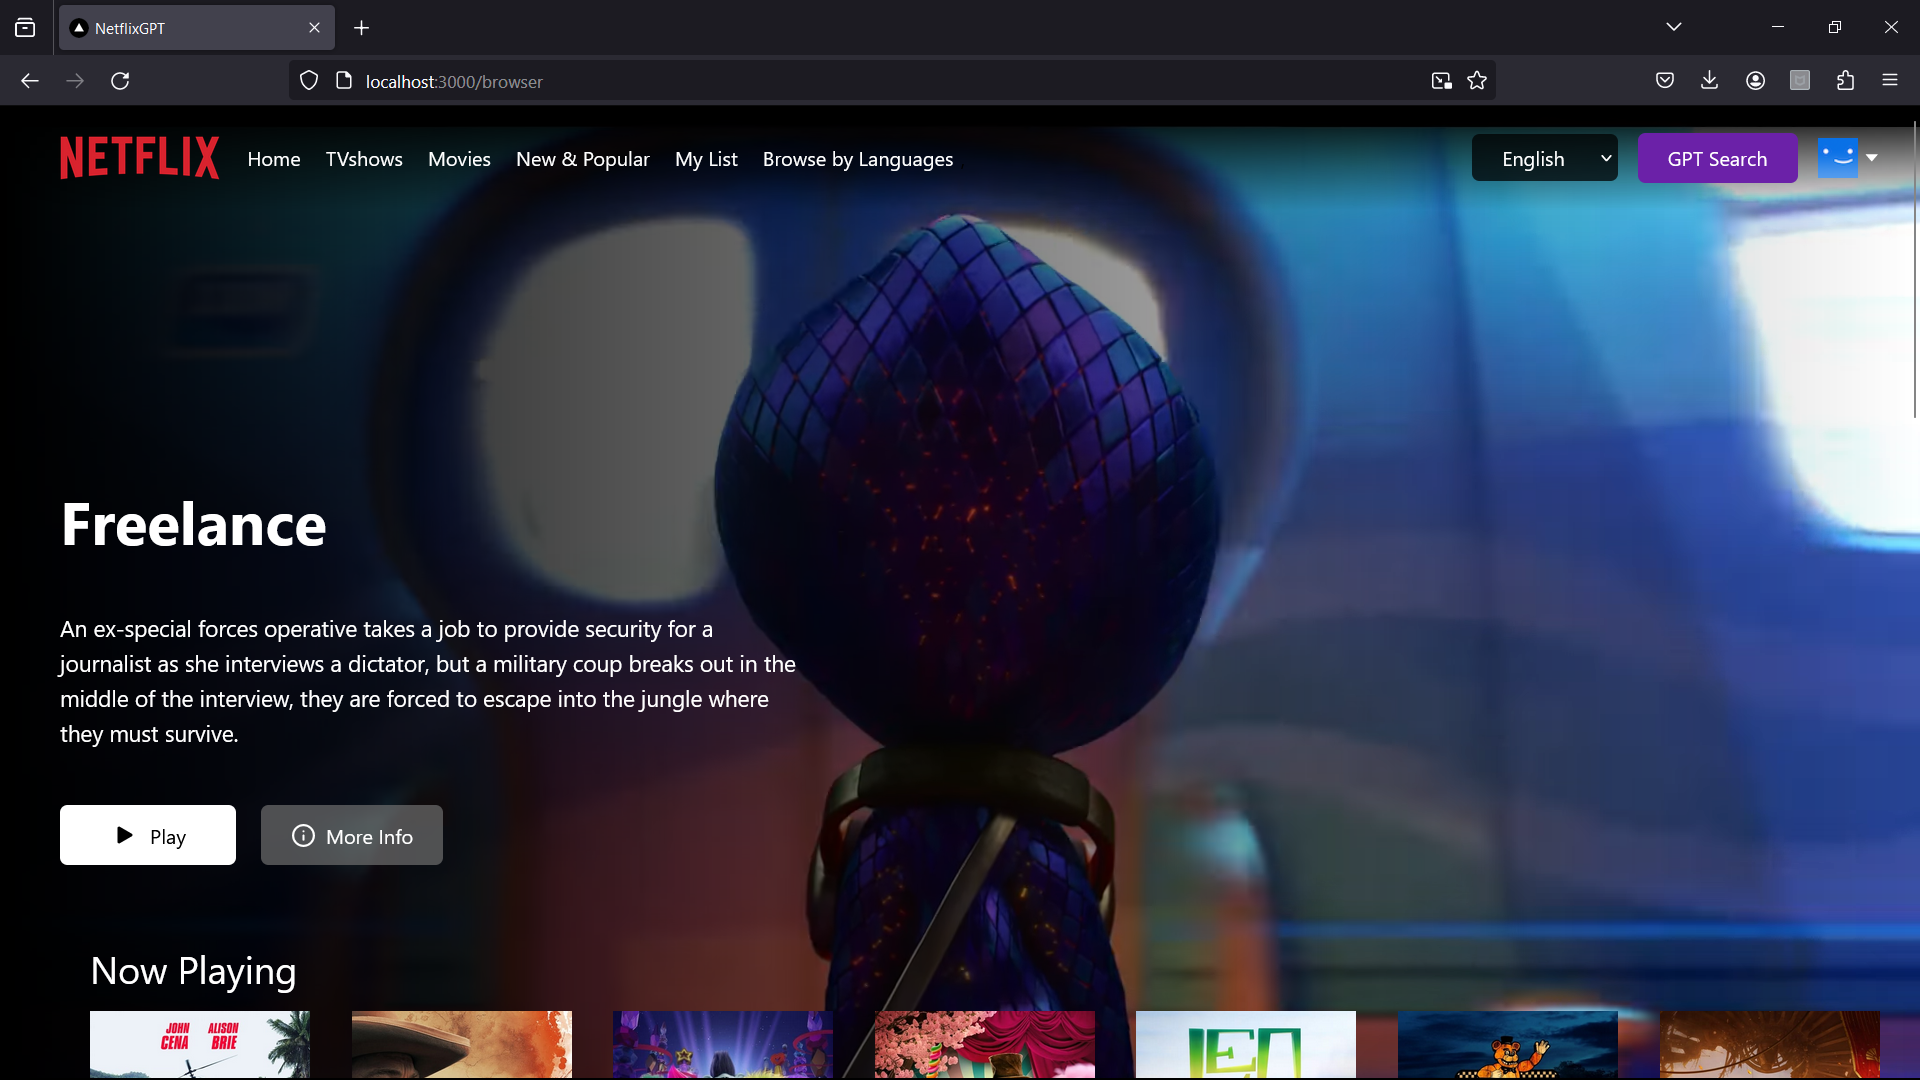 NetflixGPT
localhost:3000/browser
NETFLIX Home TVshows Movies New & Popular My List Browse by Languages English GPT Search
Freelance
An ex-special forces operative takes a job to provide security for a
journalist as she interviews a dictator, but a military coup breaks out in the
middle of the interview, they are forced to escape into the jungle where
they must survive.
Play More Info
Now Playing
JOHN ALISON
CENA BRIE